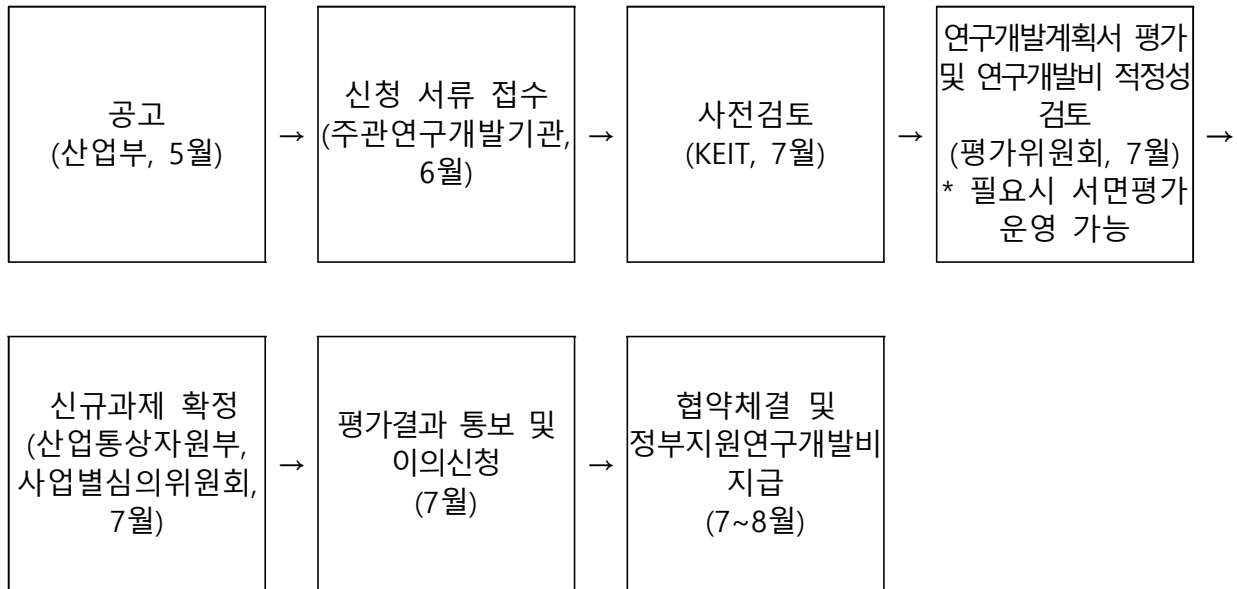 공고
(산업부, 5월)
→
신청 서류 접수
(주관연구개발기관,
6월)
→
사전검토
(KEIT, 7월)
→
연구개발계획서 평가
및 연구개발비 적정성
검토
(평가위원회, 7월)
* 필요시 서면평가
운영 가능
→
신규과제 확정
(산업통상자원부,
사업별심의위원회,
7월)
→
평가결과 통보 및
이의신청
(7월)
→
협약체결 및
정부지원연구개발비
지급
(7~8월)